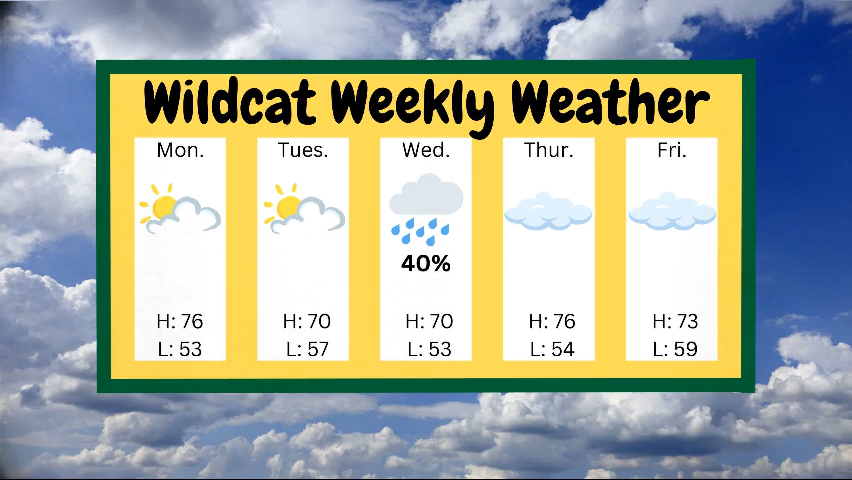 Wildcat Weekly Weather
Mon. Tues. Wed. Thur. Fri.
40%
H: 76 H: 70 H: 70 H: 76 H: 73
L: 53 L: 57 L: 53 L: 54 L: 59